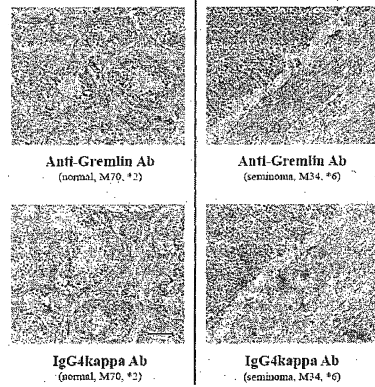 Anti-Gremlin Ab
(normal, M70, *2)
Anti-Gremlin Ab
(seminoma, M34, *6)
IgG4kappa Ab
(normal, M70, *2)
IgG4kappa Ab
(seminoma, M34, *6)